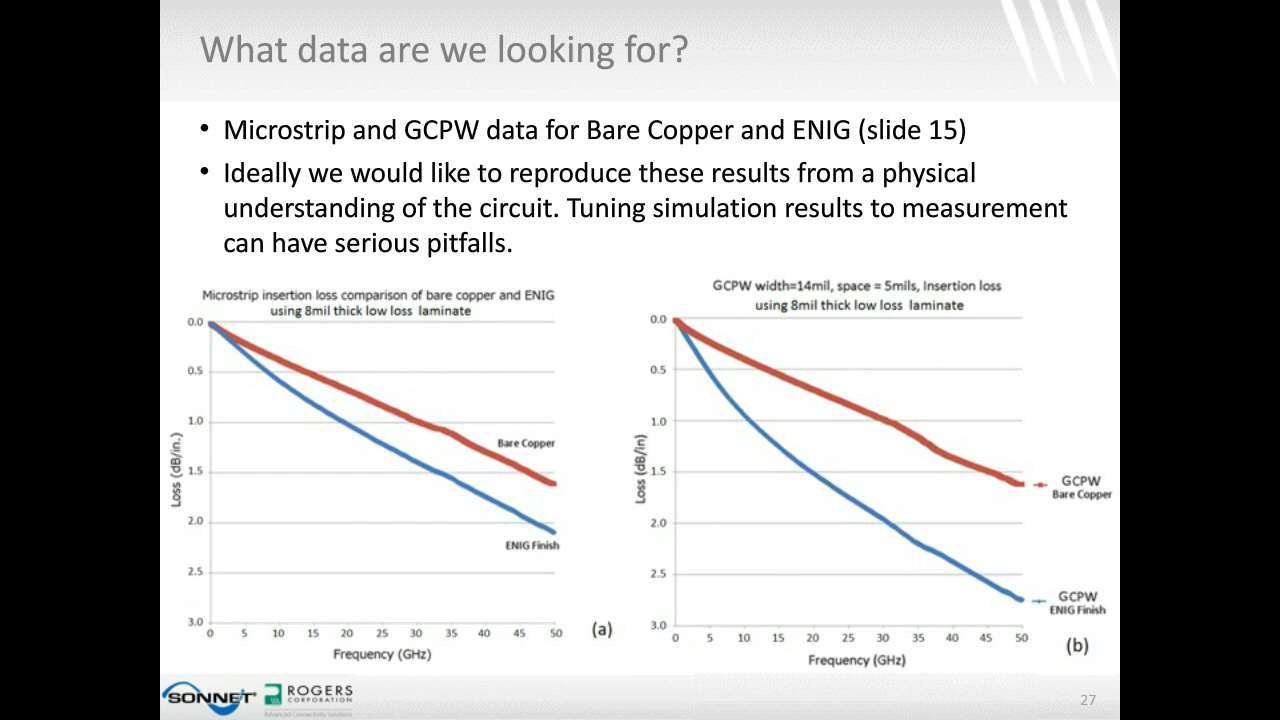 What data are we looking for?
• Microstrip and GCPW data for Bare Copper and ENIG (slide 15)
• Ideally we would like to reproduce these results from a physical
understanding of the circuit. Tuning simulation results to measurement
can have serious pitfalls.
Microstrip insertion loss comparison of bare copper and ENIG
using 8mil thick low loss laminate
0.0
0.5
1.0
1.5
2.0
2.5
3.0
Loss (dB/in.)
Bare Copper
ENIG Finish
0 5 10 15 20 25 30 35 40 45 50
Frequency (GHz)
(a)
GCPW width=14mil, space = 5mils, Insertion loss
using 8mil thick low loss laminate
0.0
0.5
1.0
1.5
2.0
2.5
3.0
Loss (dB/in)
GCPW
Bare Copper
GCPW
ENIG Finish
0 5 10 15 20 25 30 35 40 45 50
Frequency (GHz)
(b)
SONNET
ROGERS
CORPORATION
Advanced Connectivity Solutions
27